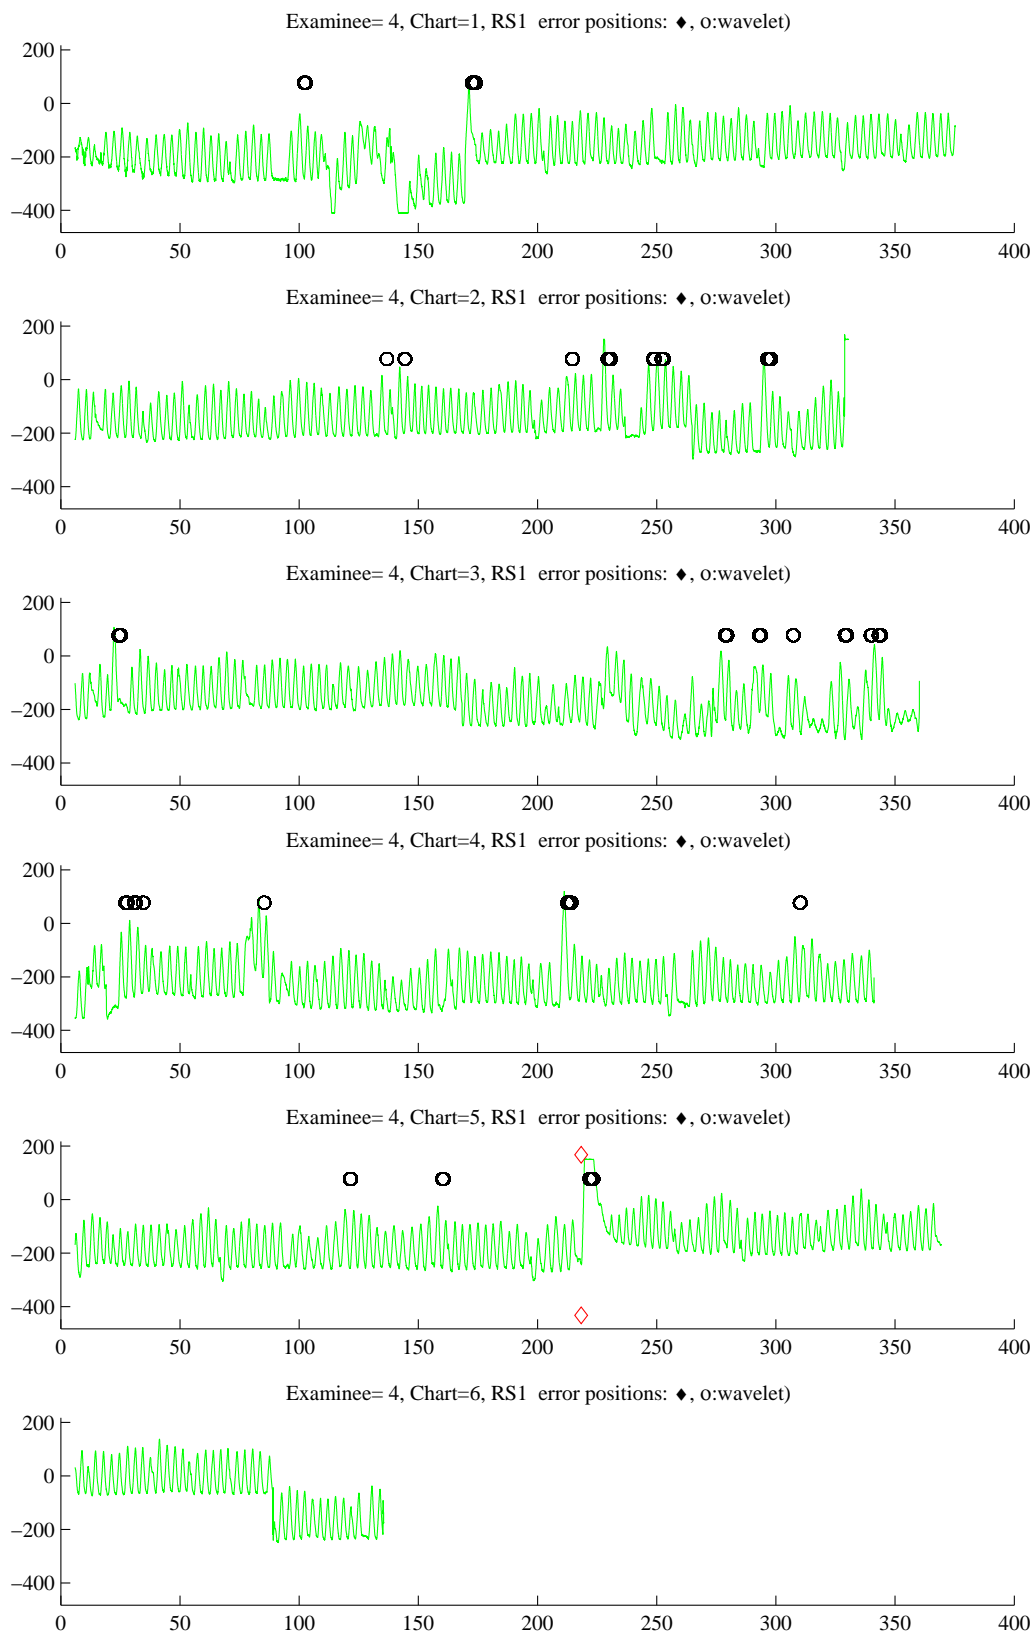 Examinee= 4, Chart=1, RS1 error positions: ♦, o:wavelet)
200
0
−200
−400
0 50 100 150 200 250 300 350 400
Examinee= 4, Chart=2, RS1 error positions: ♦, o:wavelet)
200
0
−200
−400
0 50 100 150 200 250 300 350 400
Examinee= 4, Chart=3, RS1 error positions: ♦, o:wavelet)
200
0
−200
−400
0 50 100 150 200 250 300 350 400
Examinee= 4, Chart=4, RS1 error positions: ♦, o:wavelet)
200
0
−200
−400
0 50 100 150 200 250 300 350 400
Examinee= 4, Chart=5, RS1 error positions: ♦, o:wavelet)
200
0
−200
−400
0 50 100 150 200 250 300 350 400
Examinee= 4, Chart=6, RS1 error positions: ♦, o:wavelet)
200
0
−200
−400
0 50 100 150 200 250 300 350 400